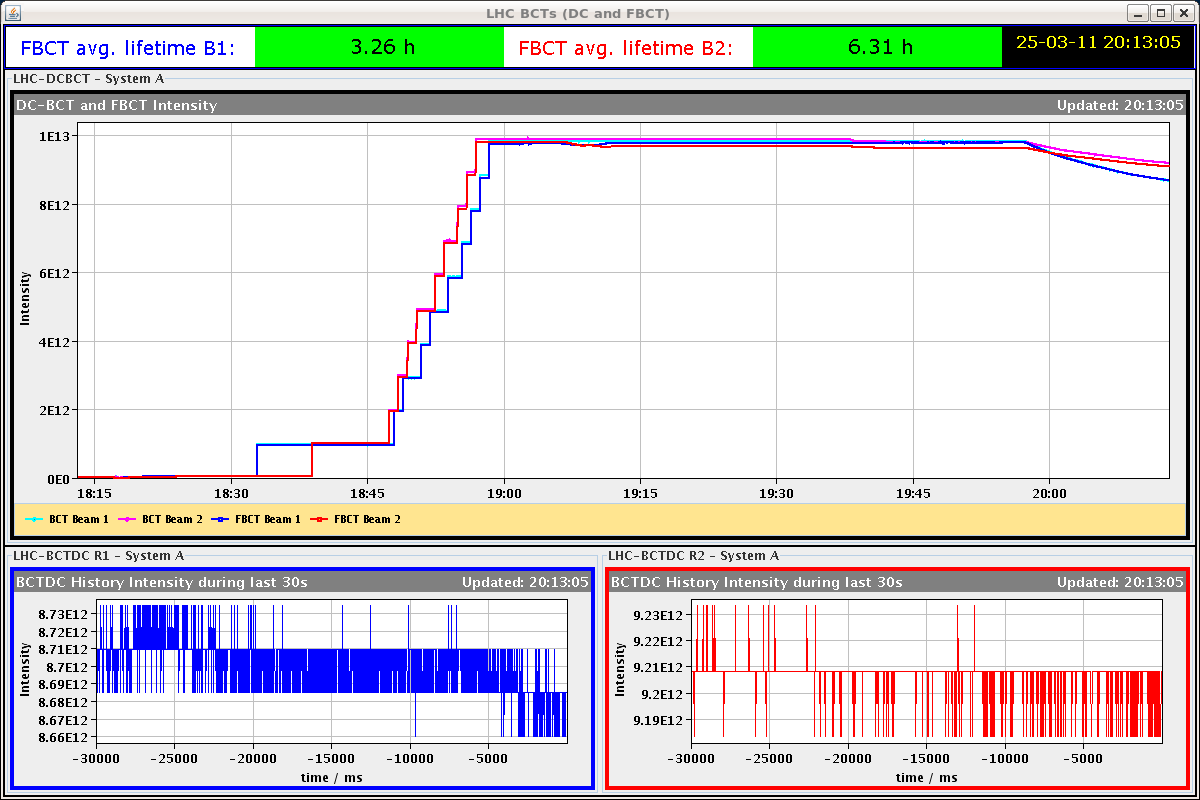 LHC BCTs (DC and FBCT)
FBCT avg. lifetime B1: 3.26 h FBCT avg. lifetime B2: 6.31 h 25-03-11 20:13:05
LHC-DCBCT - System A
DC-BCT and FBCT Intensity Updated: 20:13:05
1E13
8E12
6E12
4E12
2E12
0E0
Intensity
18:15 18:30 18:45 19:00 19:15 19:30 19:45 20:00
BCT Beam 1 BCT Beam 2 FBCT Beam 1 FBCT Beam 2
LHC-BCTDC R1 - System A
BCTDC History Intensity during last 30s Updated: 20:13:05
8.73E12
8.72E12
8.71E12
8.7E12
8.69E12
8.68E12
8.67E12
8.66E12
Intensity
-30000 -25000 -20000 -15000 -10000 -5000
time / ms
LHC-BCTDC R2 - System A
BCTDC History Intensity during last 30s Updated: 20:13:05
9.23E12
9.22E12
9.21E12
9.2E12
9.19E12
Intensity
-30000 -25000 -20000 -15000 -10000 -5000
time / ms